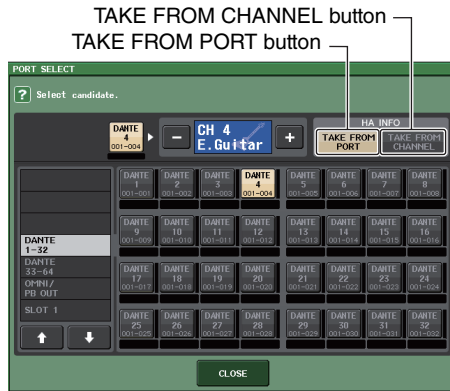 TAKE FROM CHANNEL button
TAKE FROM PORT button
PORT SELECT
? Select candidate.
DANTE 4 001-004
CH 4
E.Guitar
HA INFO
TAKE FROM PORT
TAKE FROM CHANNEL
DANTE 1 001-001
DANTE 2 001-002
DANTE 3 001-003
DANTE 4 001-004
DANTE 5 001-005
DANTE 6 001-006
DANTE 7 001-007
DANTE 8 001-008
DANTE 9 001-009
DANTE 10 001-010
DANTE 11 001-011
DANTE 12 001-012
DANTE 13 001-013
DANTE 14 001-014
DANTE 15 001-015
DANTE 16 001-016
DANTE 17 001-017
DANTE 18 001-018
DANTE 19 001-019
DANTE 20 001-020
DANTE 21 001-021
DANTE 22 001-022
DANTE 23 001-023
DANTE 24 001-024
DANTE 25 001-025
DANTE 26 001-026
DANTE 27 001-027
DANTE 28 001-028
DANTE 29 001-029
DANTE 30 001-030
DANTE 31 001-031
DANTE 32 001-032
DANTE 1-32
DANTE 33-64
OMNI/ PB OUT
SLOT 1
CLOSE